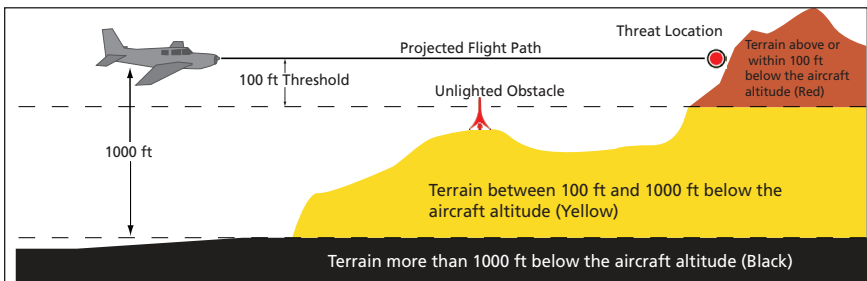 Threat Location
Projected Flight Path
100 ft Threshold
Unlighted Obstacle
Terrain above or
within 100 ft
below the aircraft
altitude (Red)
1000 ft
Terrain between 100 ft and 1000 ft below the
aircraft altitude (Yellow)
Terrain more than 1000 ft below the aircraft altitude (Black)